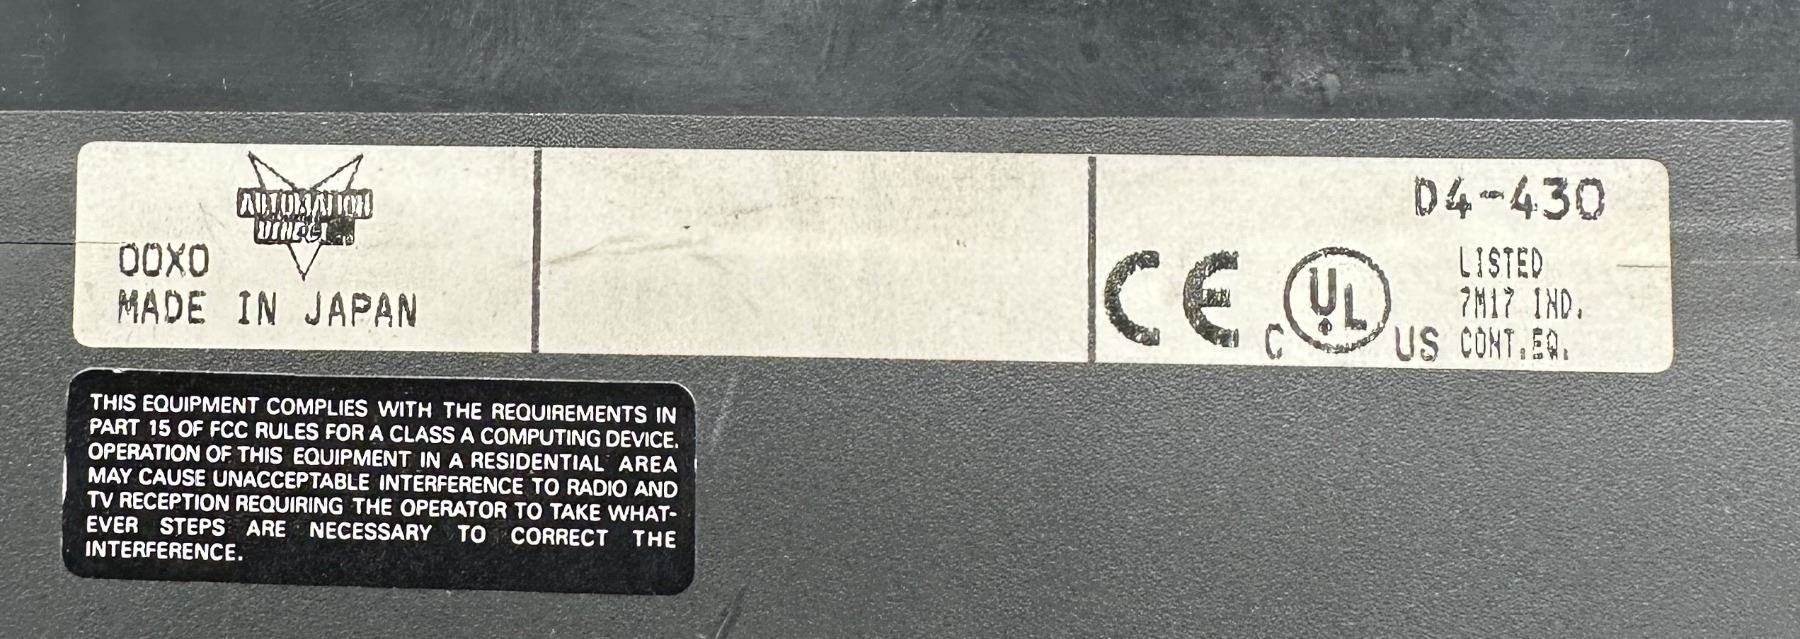 AUTOMATION
DIRECT
00X0
MADE IN JAPAN
D4-430
CE
C UL US
LISTED
7M17 IND.
CONT.EQ.
THIS EQUIPMENT COMPLIES WITH THE REQUIREMENTS IN
PART 15 OF FCC RULES FOR A CLASS A COMPUTING DEVICE.
OPERATION OF THIS EQUIPMENT IN A RESIDENTIAL AREA
MAY CAUSE UNACCEPTABLE INTERFERENCE TO RADIO AND
TV RECEPTION REQUIRING THE OPERATOR TO TAKE WHAT-
EVER STEPS ARE NECESSARY TO CORRECT THE
INTERFERENCE.